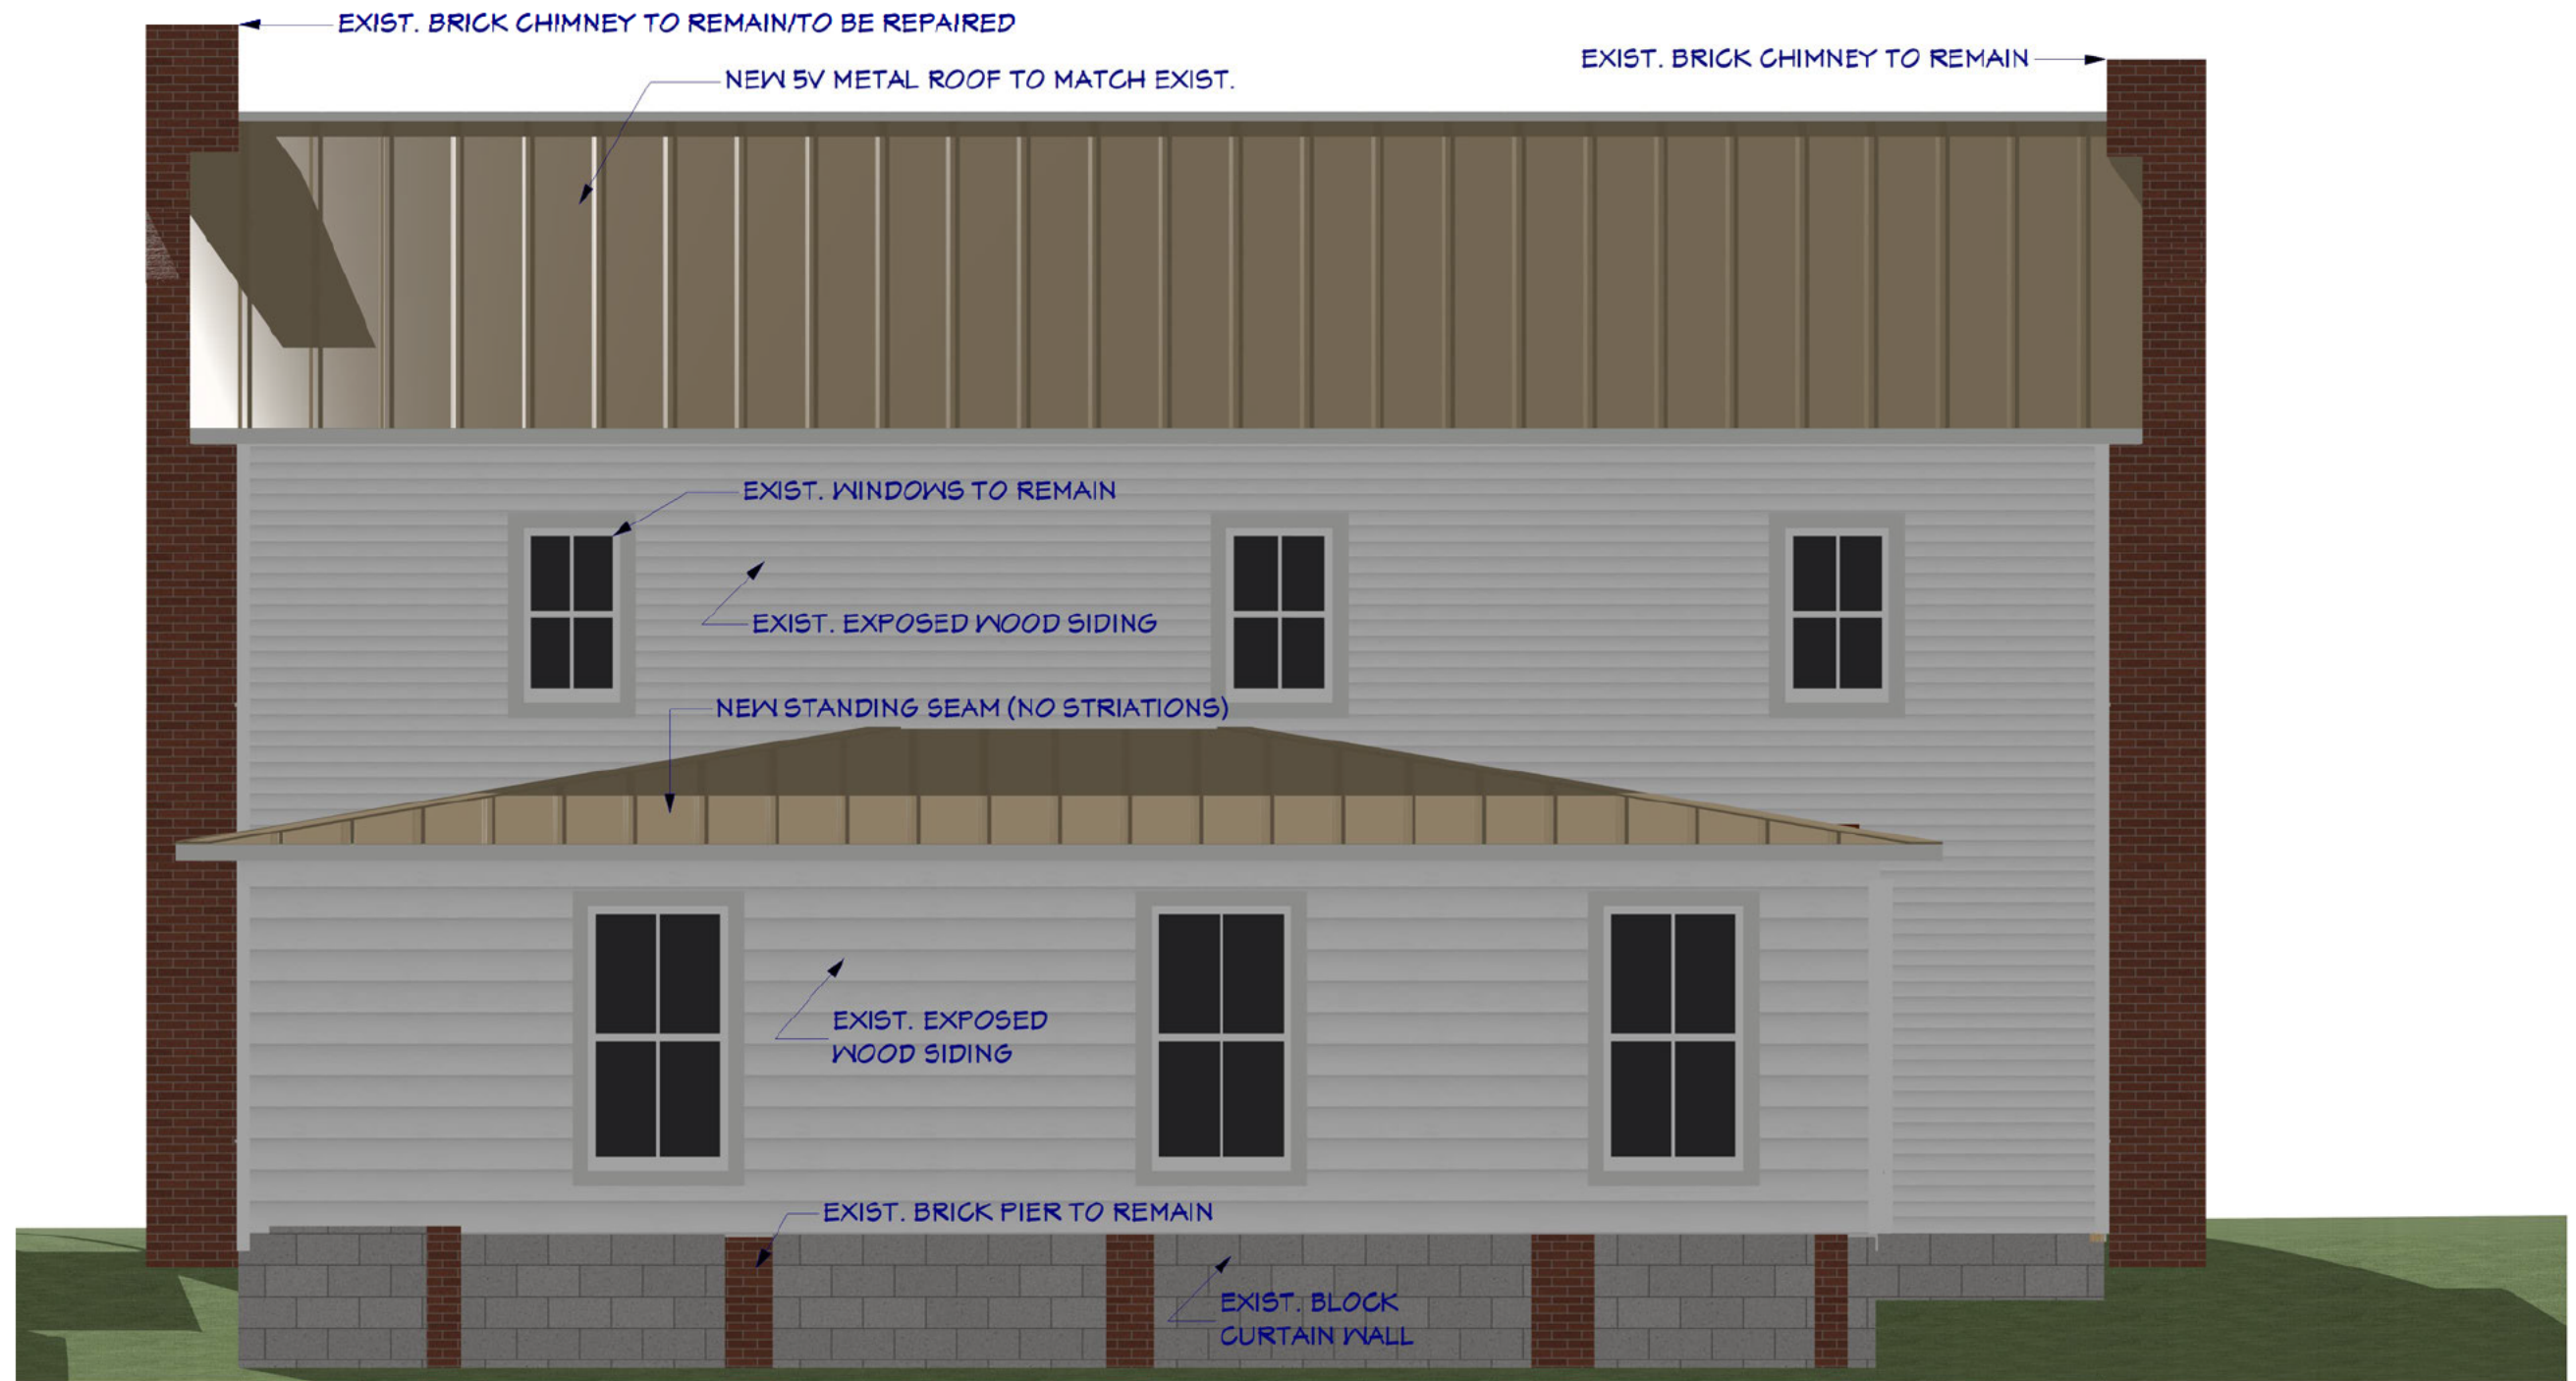 EXIST. BRICK CHIMNEY TO REMAIN/TO BE REPAIRED
EXIST. BRICK CHIMNEY TO REMAIN
NEW 5V METAL ROOF TO MATCH EXIST.
EXIST. WINDOWS TO REMAIN
EXIST. EXPOSED WOOD SIDING
NEW STANDING SEAM (NO STRIATIONS)
EXIST. EXPOSED
WOOD SIDING
EXIST. BRICK PIER TO REMAIN
EXIST. BLOCK
CURTAIN WALL